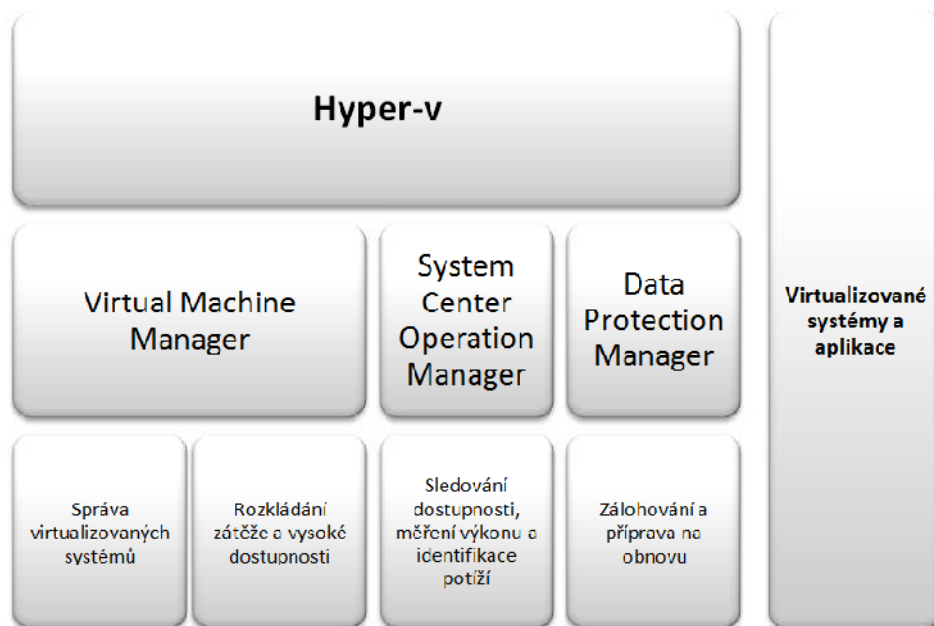 Hyper-v
Virtual Machine
Manager
System
Center
Operation
Manager
Data
Protection
Manager
Virtualizované
systémy a
aplikace
Správa
virtualizovaných
systémů
Rozkládání
zátěže a vysoké
dostupnosti
Sledování
dostupnosti,
měření výkonu a
identifikace
potíží
Zálohování a
příprava na
obnovu